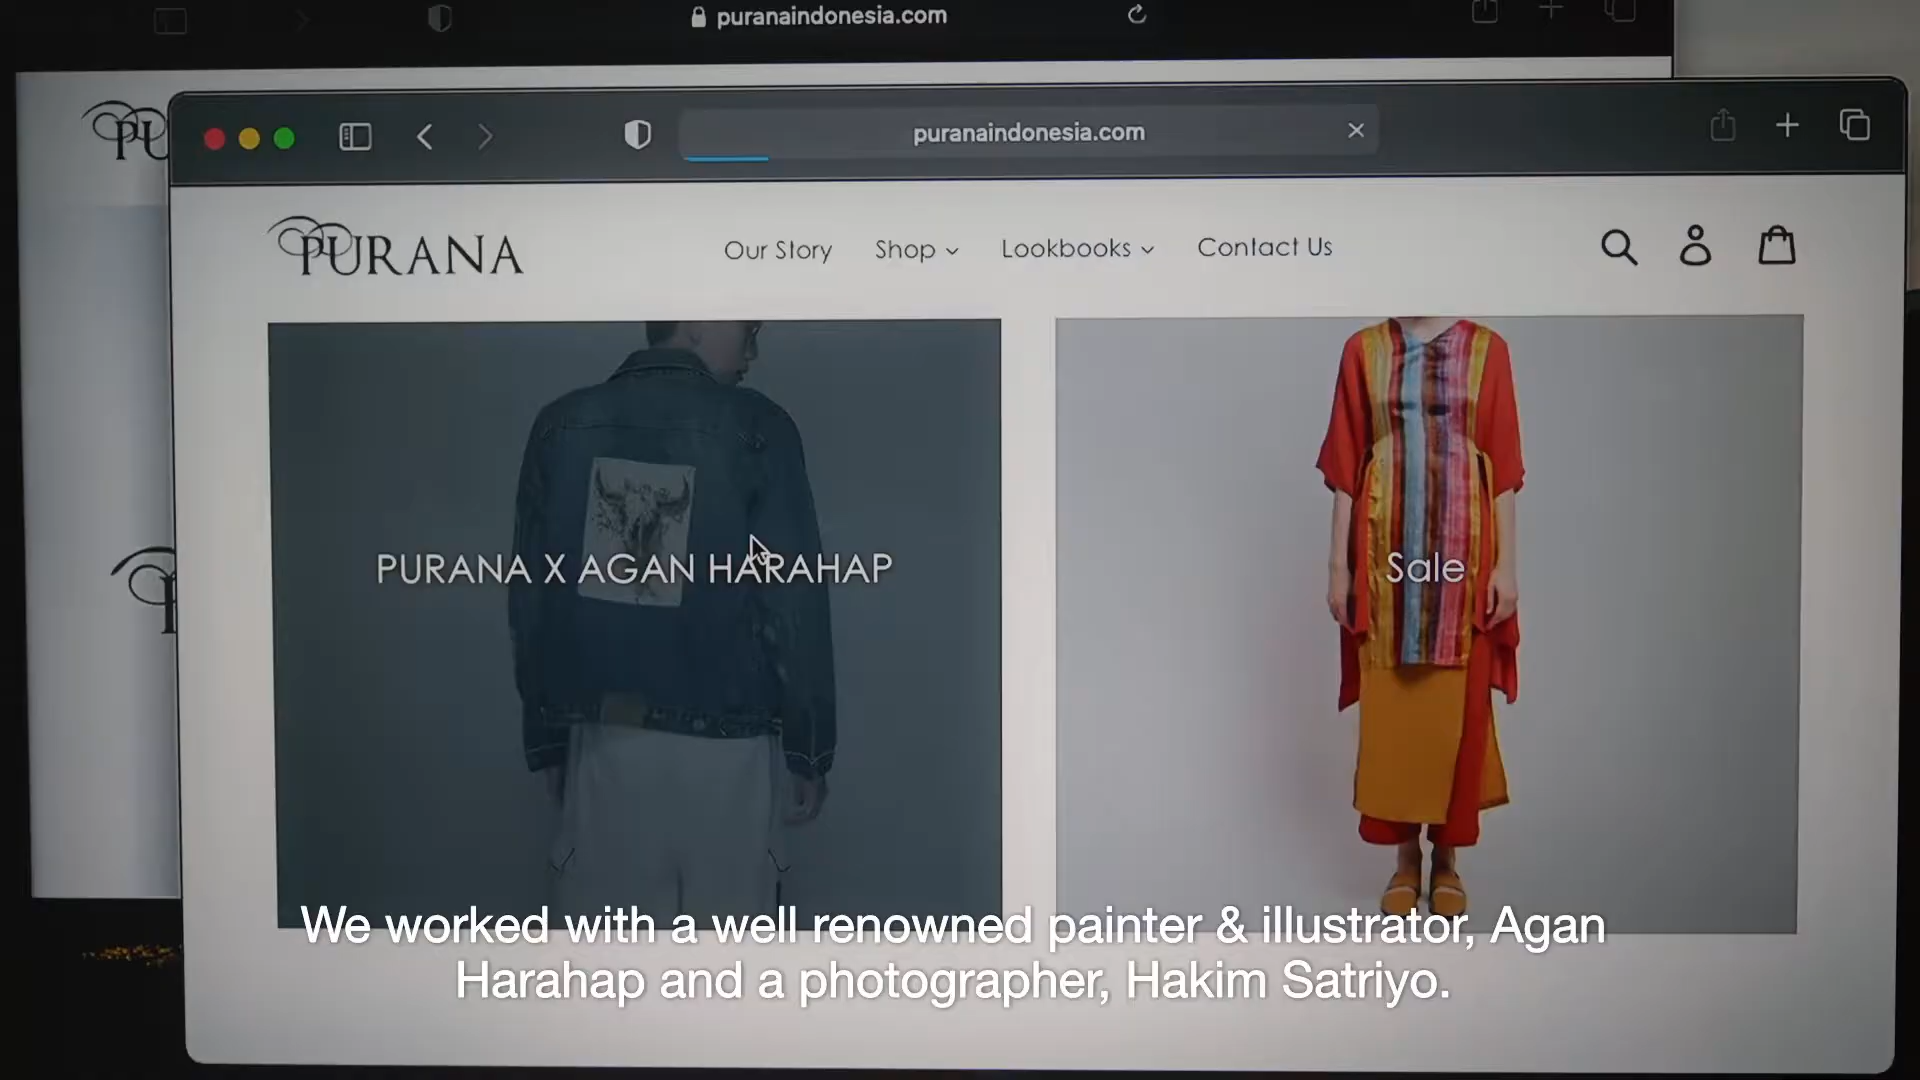 puranaindonesia.com
PU
puranaindonesia.com
PURANA
Our Story
Shop
Lookbooks
Contact Us
PURANA X AGAN HARAHAP
Sale
We worked with a well renowned painter & illustrator, Agan
Harahap and a photographer, Hakim Satriyo.